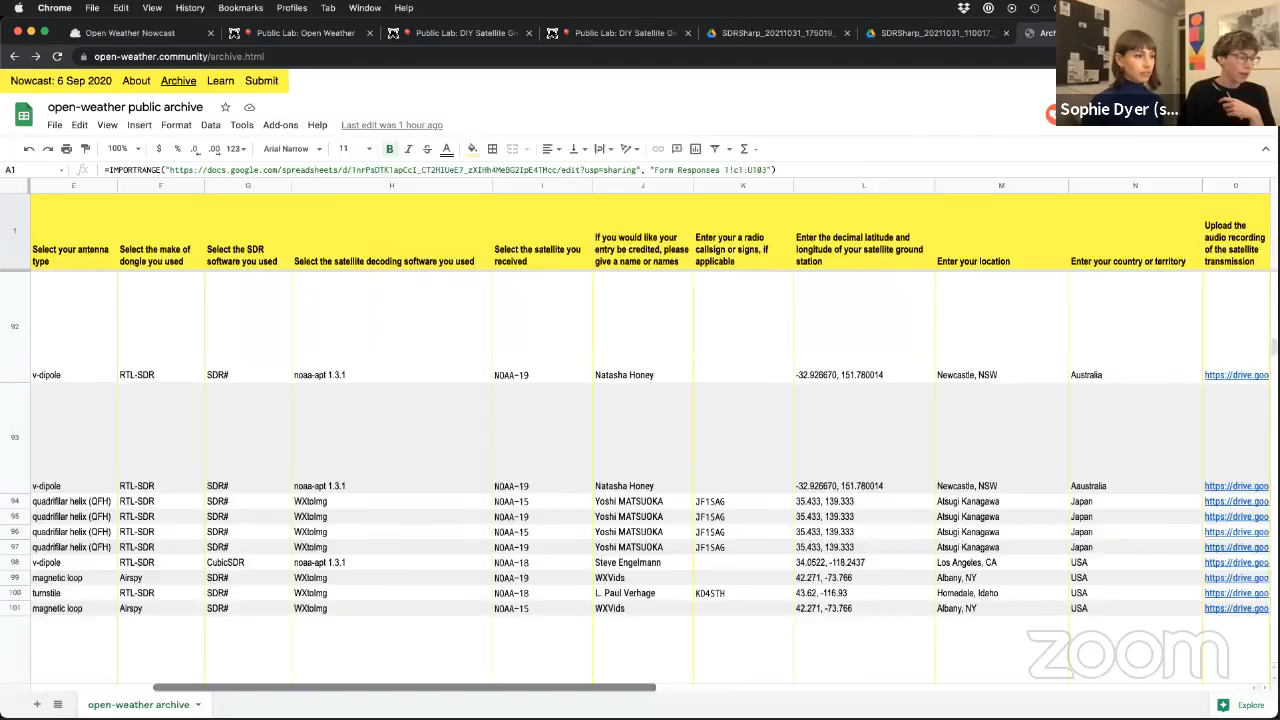 Chrome File Edit View History Bookmarks Profiles Tab Window Help
Open Weather Nowcast Public Lab: Open Weather Public Lab: DIY Satellite Gr Public Lab: DIY Satellite Gr SDRSharp_20211031_175019_ SDRSharp_20211031_110017_ Arc
open-weather.community/archive.html
Nowcast: 6 Sep 2020 About Archive Learn Submit
open-weather public archive
Sophie Dyer (s...
File Edit View Insert Format Data Tools Add-ons Help Last edit was 1 hour ago
100% $ % .0 .00 123 Arial Narrow 11 B I S A
A1 fx =IMPORTRANGE("https://docs.google.com/spreadsheets/d/ "Form Responses 1!c1:U103")
E F G H I J K L M N O
1 Select your antenna type Select the make of dongle you used Select the SDR software you used Select the satellite decoding software you used Select the satellite you received If you would like your entry be credited, please give a name or names Enter your a radio callsign or signs, if applicable Enter the decimal latitude and longitude of your satellite ground station Enter your location Enter your country or territory Upload the audio recording of the satellite transmission
92 v-dipole RTL-SDR SDR# noaa-apt 1.3.1 NOAA-19 Natasha Honey -32.926670, 151.780014 Newcastle, NSW Australia https://drive.goo
93 v-dipole RTL-SDR SDR# noaa-apt 1.3.1 NOAA-19 Natasha Honey -32.926670, 151.780014 Newcastle, NSW Aaustralia https://drive.goo
94 quadrifilar helix (QFH) RTL-SDR SDR# WXtoImg NOAA-15 Yoshi MATSUOKA JF1SAG 35.433, 139.333 Atsugi Kanagawa Japan https://drive.goo
95 quadrifilar helix (QFH) RTL-SDR SDR# WXtoImg NOAA-19 Yoshi MATSUOKA JF1SAG 35.433, 139.333 Atsugi Kanagawa Japan https://drive.goo
96 quadrifilar helix (QFH) RTL-SDR SDR# WXtoImg NOAA-15 Yoshi MATSUOKA JF1SAG 35.433, 139.333 Atsugi Kanagawa Japan https://drive.goo
97 quadrifilar helix (QFH) RTL-SDR SDR# WXtoImg NOAA-19 Yoshi MATSUOKA JF1SAG 35.433, 139.333 Atsugi Kanagawa Japan https://drive.goo
98 v-dipole RTL-SDR CubicSDR noaa-apt 1.3.1 NOAA-18 Steve Engelmann 34.0522, -118.2437 Los Angeles, CA USA https://drive.goo
99 magnetic loop Airspy SDR# WXtoImg NOAA-19 WXVids 42.271, -73.766 Albany, NY USA https://drive.goo
100 turnstile RTL-SDR SDR# WXtoImg NOAA-18 L. Paul Verhage KD4STH 43.62, -116.93 Homedale, Idaho USA https://drive.goo
101 magnetic loop Airspy SDR# WXtoImg NOAA-15 WXVids 42.271, -73.766 Albany, NY USA https://drive.goo
zoom
open-weather archive Explore